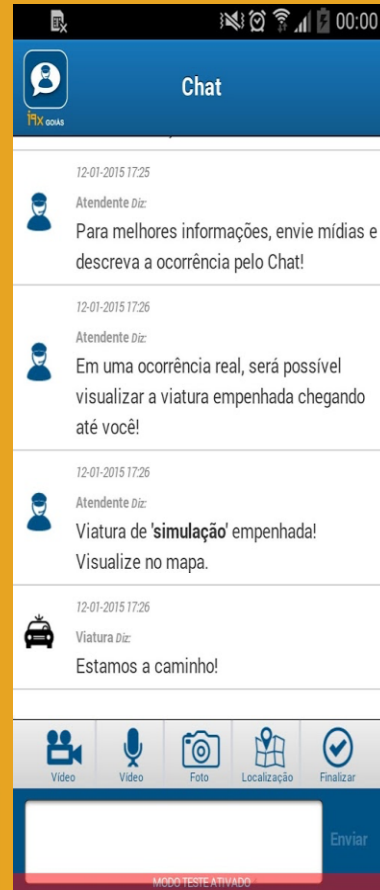 00:00
Chat
i9x GOIÁS
12-01-2015 17:25
Atendente Diz:
Para melhores informações, envie mídias e
descreva a ocorrência pelo Chat!
12-01-2015 17:26
Atendente Diz:
Em uma ocorrência real, será possível
visualizar a viatura empenhada chegando
até você!
12-01-2015 17:26
Atendente Diz:
Viatura de 'simulação' empenhada!
Visualize no mapa.
12-01-2015 17:26
Viatura Diz:
Estamos a caminho!
Vídeo Vídeo Foto Localização Finalizar
Enviar
MODO TESTE ATIVADO